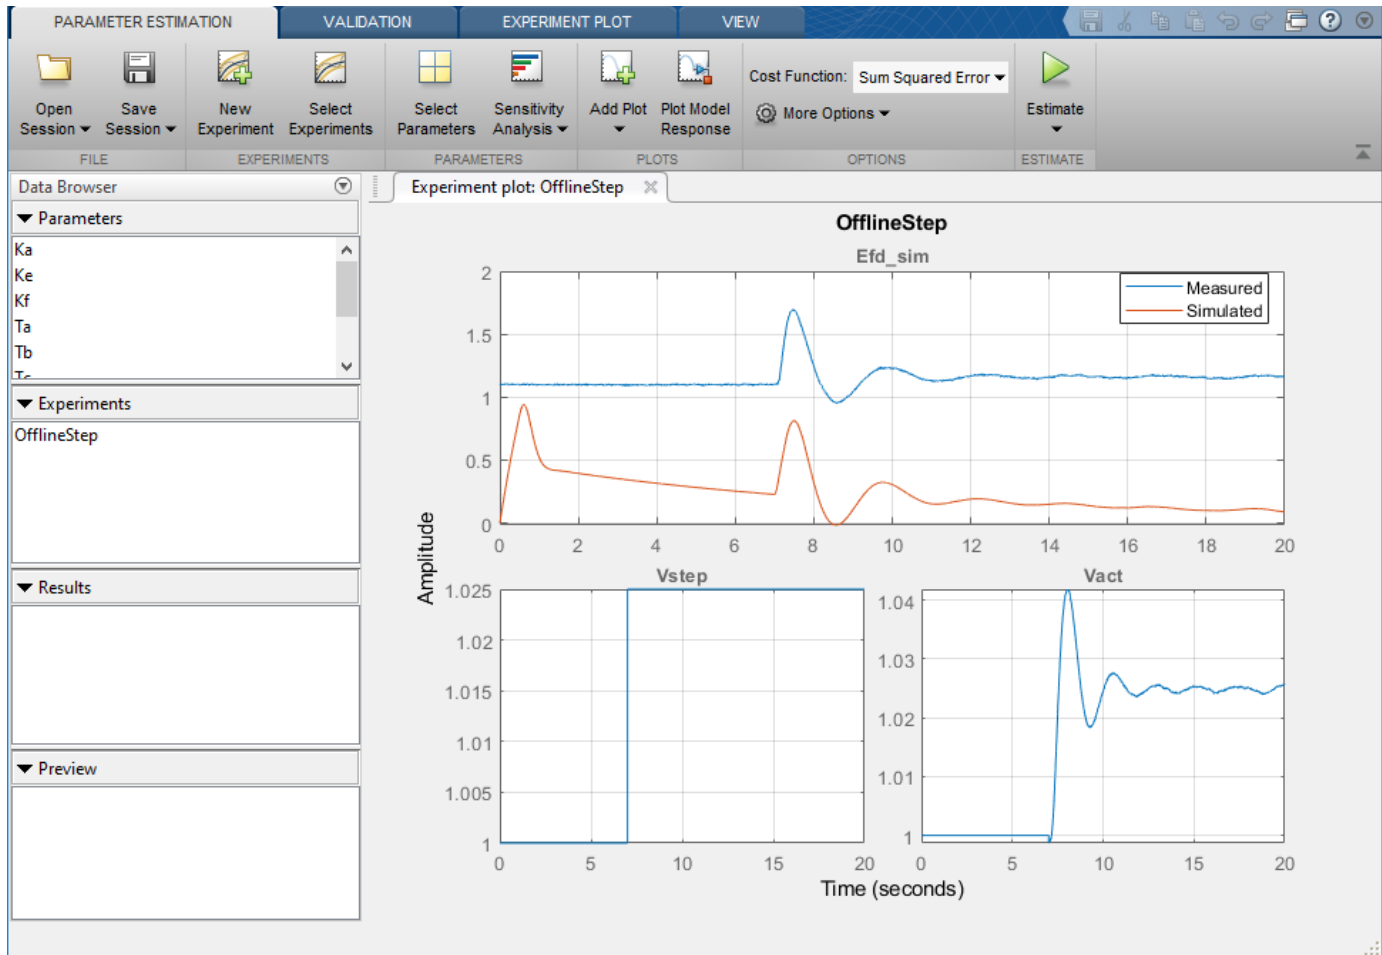 PARAMETER ESTIMATION VALIDATION EXPERIMENT PLOT VIEW
Open Session Save Session New Experiment Select Experiments Select Parameters Sensitivity Analysis Add Plot Plot Model Response Cost Function: Sum Squared Error More Options Estimate
FILE EXPERIMENTS PARAMETERS PLOTS OPTIONS ESTIMATE
Data Browser
Parameters
Ka
Ke
Kf
Ta
Tb
Tc
Experiments
OfflineStep
Results
Preview
Experiment plot: OfflineStep
OfflineStep
Efd_sim
Measured
Simulated
2
1.5
1
0.5
0
0 2 4 6 8 10 12 14 16 18 20
Amplitude
Vstep
1.025
1.02
1.015
1.01
1.005
1
0 5 10 15 20
Vact
1.04
1.03
1.02
1.01
1
0 5 10 15 20
Time (seconds)